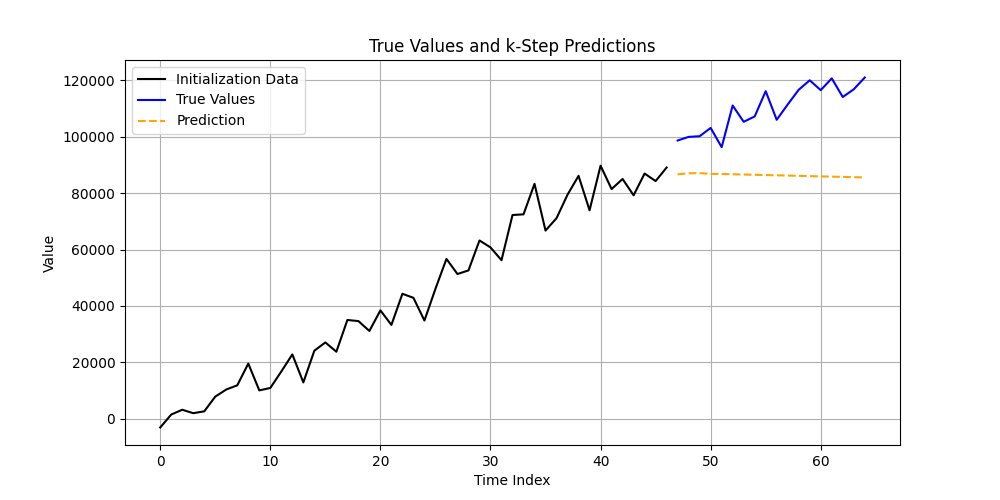 True Values and k-Step Predictions
Initialization Data
True Values
Prediction
120000
100000
80000
60000
40000
20000
0
Value
0 10 20 30 40 50 60
Time Index